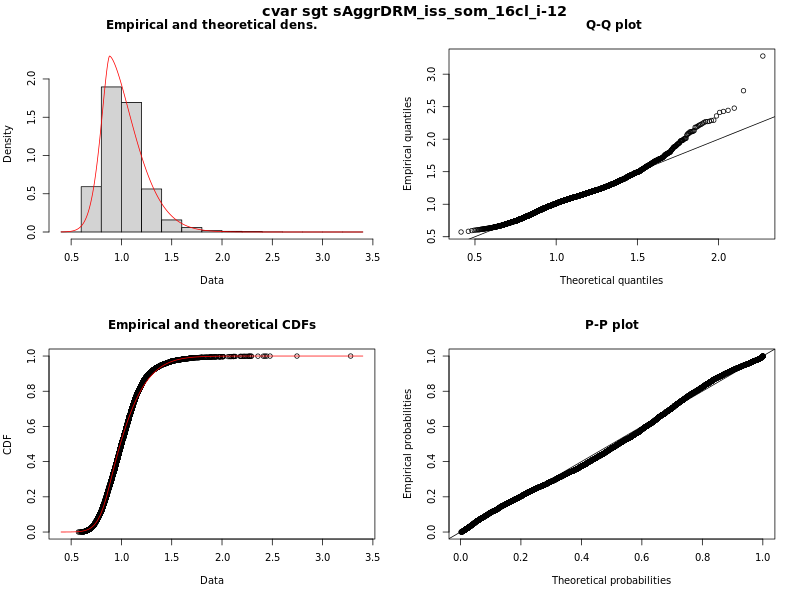 cvar sgt sAggrDRM_iss_som_16cl_i-12
Empirical and theoretical dens.
Density
0.0 0.5 1.0 1.5 2.0
0.5 1.0 1.5 2.0 2.5 3.0 3.5
Data
Q-Q plot
Empirical quantiles
0.5 1.0 1.5 2.0 2.5 3.0
0.5 1.0 1.5 2.0
Theoretical quantiles
Empirical and theoretical CDFs
CDF
0.0 0.2 0.4 0.6 0.8 1.0
0.5 1.0 1.5 2.0 2.5 3.0 3.5
Data
P-P plot
Empirical probabilities
0.0 0.2 0.4 0.6 0.8 1.0
0.0 0.2 0.4 0.6 0.8 1.0
Theoretical probabilities